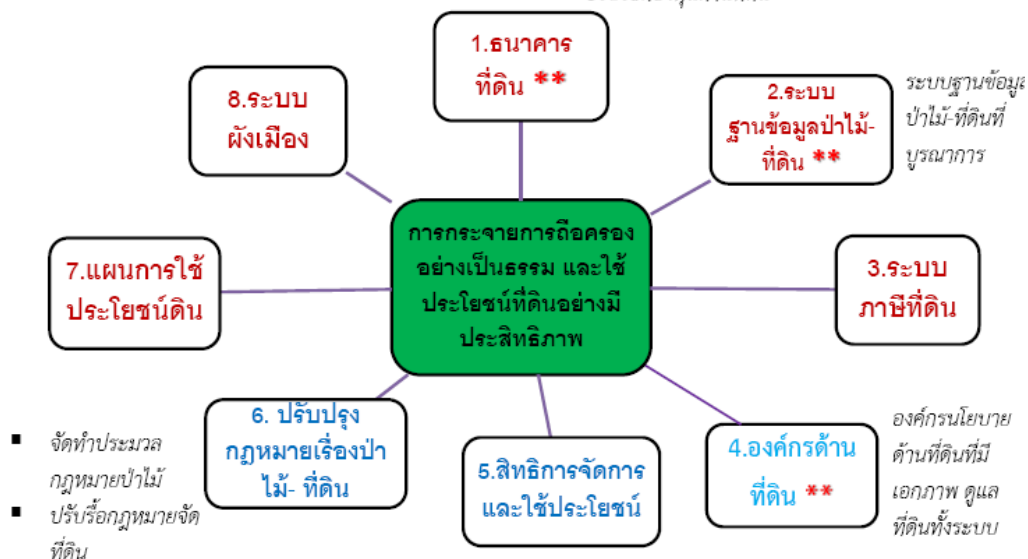 1.ธนาคาร
ที่ดิน **
2.ระบบ
ฐานข้อมูลป่าไม้-
ที่ดิน **
ระบบฐานข้อมูล
ป่าไม้-ที่ดินที่
บูรณาการ
3.ระบบ
ภาษีที่ดิน
4.องค์กรด้าน
ที่ดิน **
องค์กรนโยบาย
ด้านที่ดินที่มี
เอกภาพ ดูแล
ที่ดินทั้งระบบ
5.สิทธิการจัดการ
และใช้ประโยชน์
6. ปรับปรุง
กฎหมายเรื่องป่า
ไม้- ที่ดิน
▪ จัดทำประมวล
กฎหมายป่าไม้
▪ ปรับรื้อกฎหมายจัด
ที่ดิน
7.แผนการใช้
ประโยชน์ดิน
8.ระบบ
ผังเมือง
การกระจายการถือครอง
อย่างเป็นธรรม และใช้
ประโยชน์ที่ดินอย่างมี
ประสิทธิภาพ